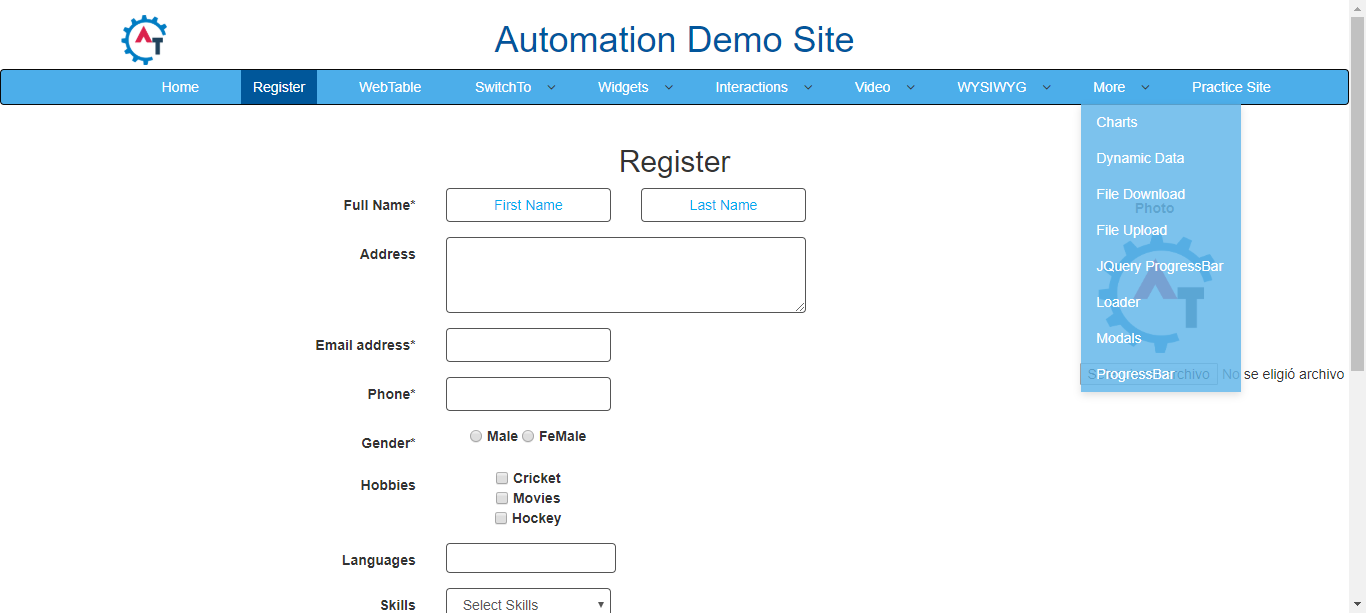 AT
Automation Demo Site
Home Register WebTable SwitchTo Widgets Interactions Video WYSIWYG More Practice Site
Charts
Dynamic Data
File Download
Photo
File Upload
JQuery ProgressBar
Loader
Modals
ProgressBar
No se eligió archivo
Register
Full Name* First Name Last Name
Address
Email address*
Phone*
Gender* Male FeMale
Hobbies Cricket
Movies
Hockey
Languages
Skills Select Skills